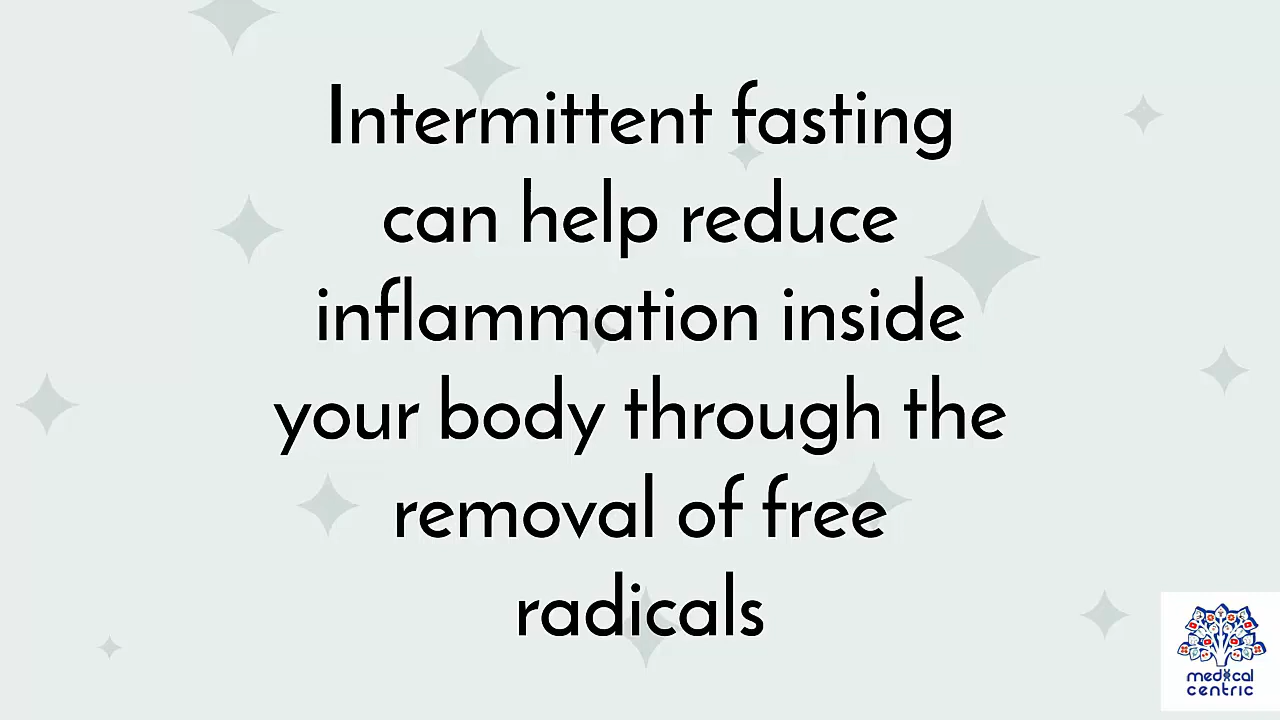 Intermittent fasting
can help reduce
inflammation inside
your body through the
removal of free
radicals
medical
centric